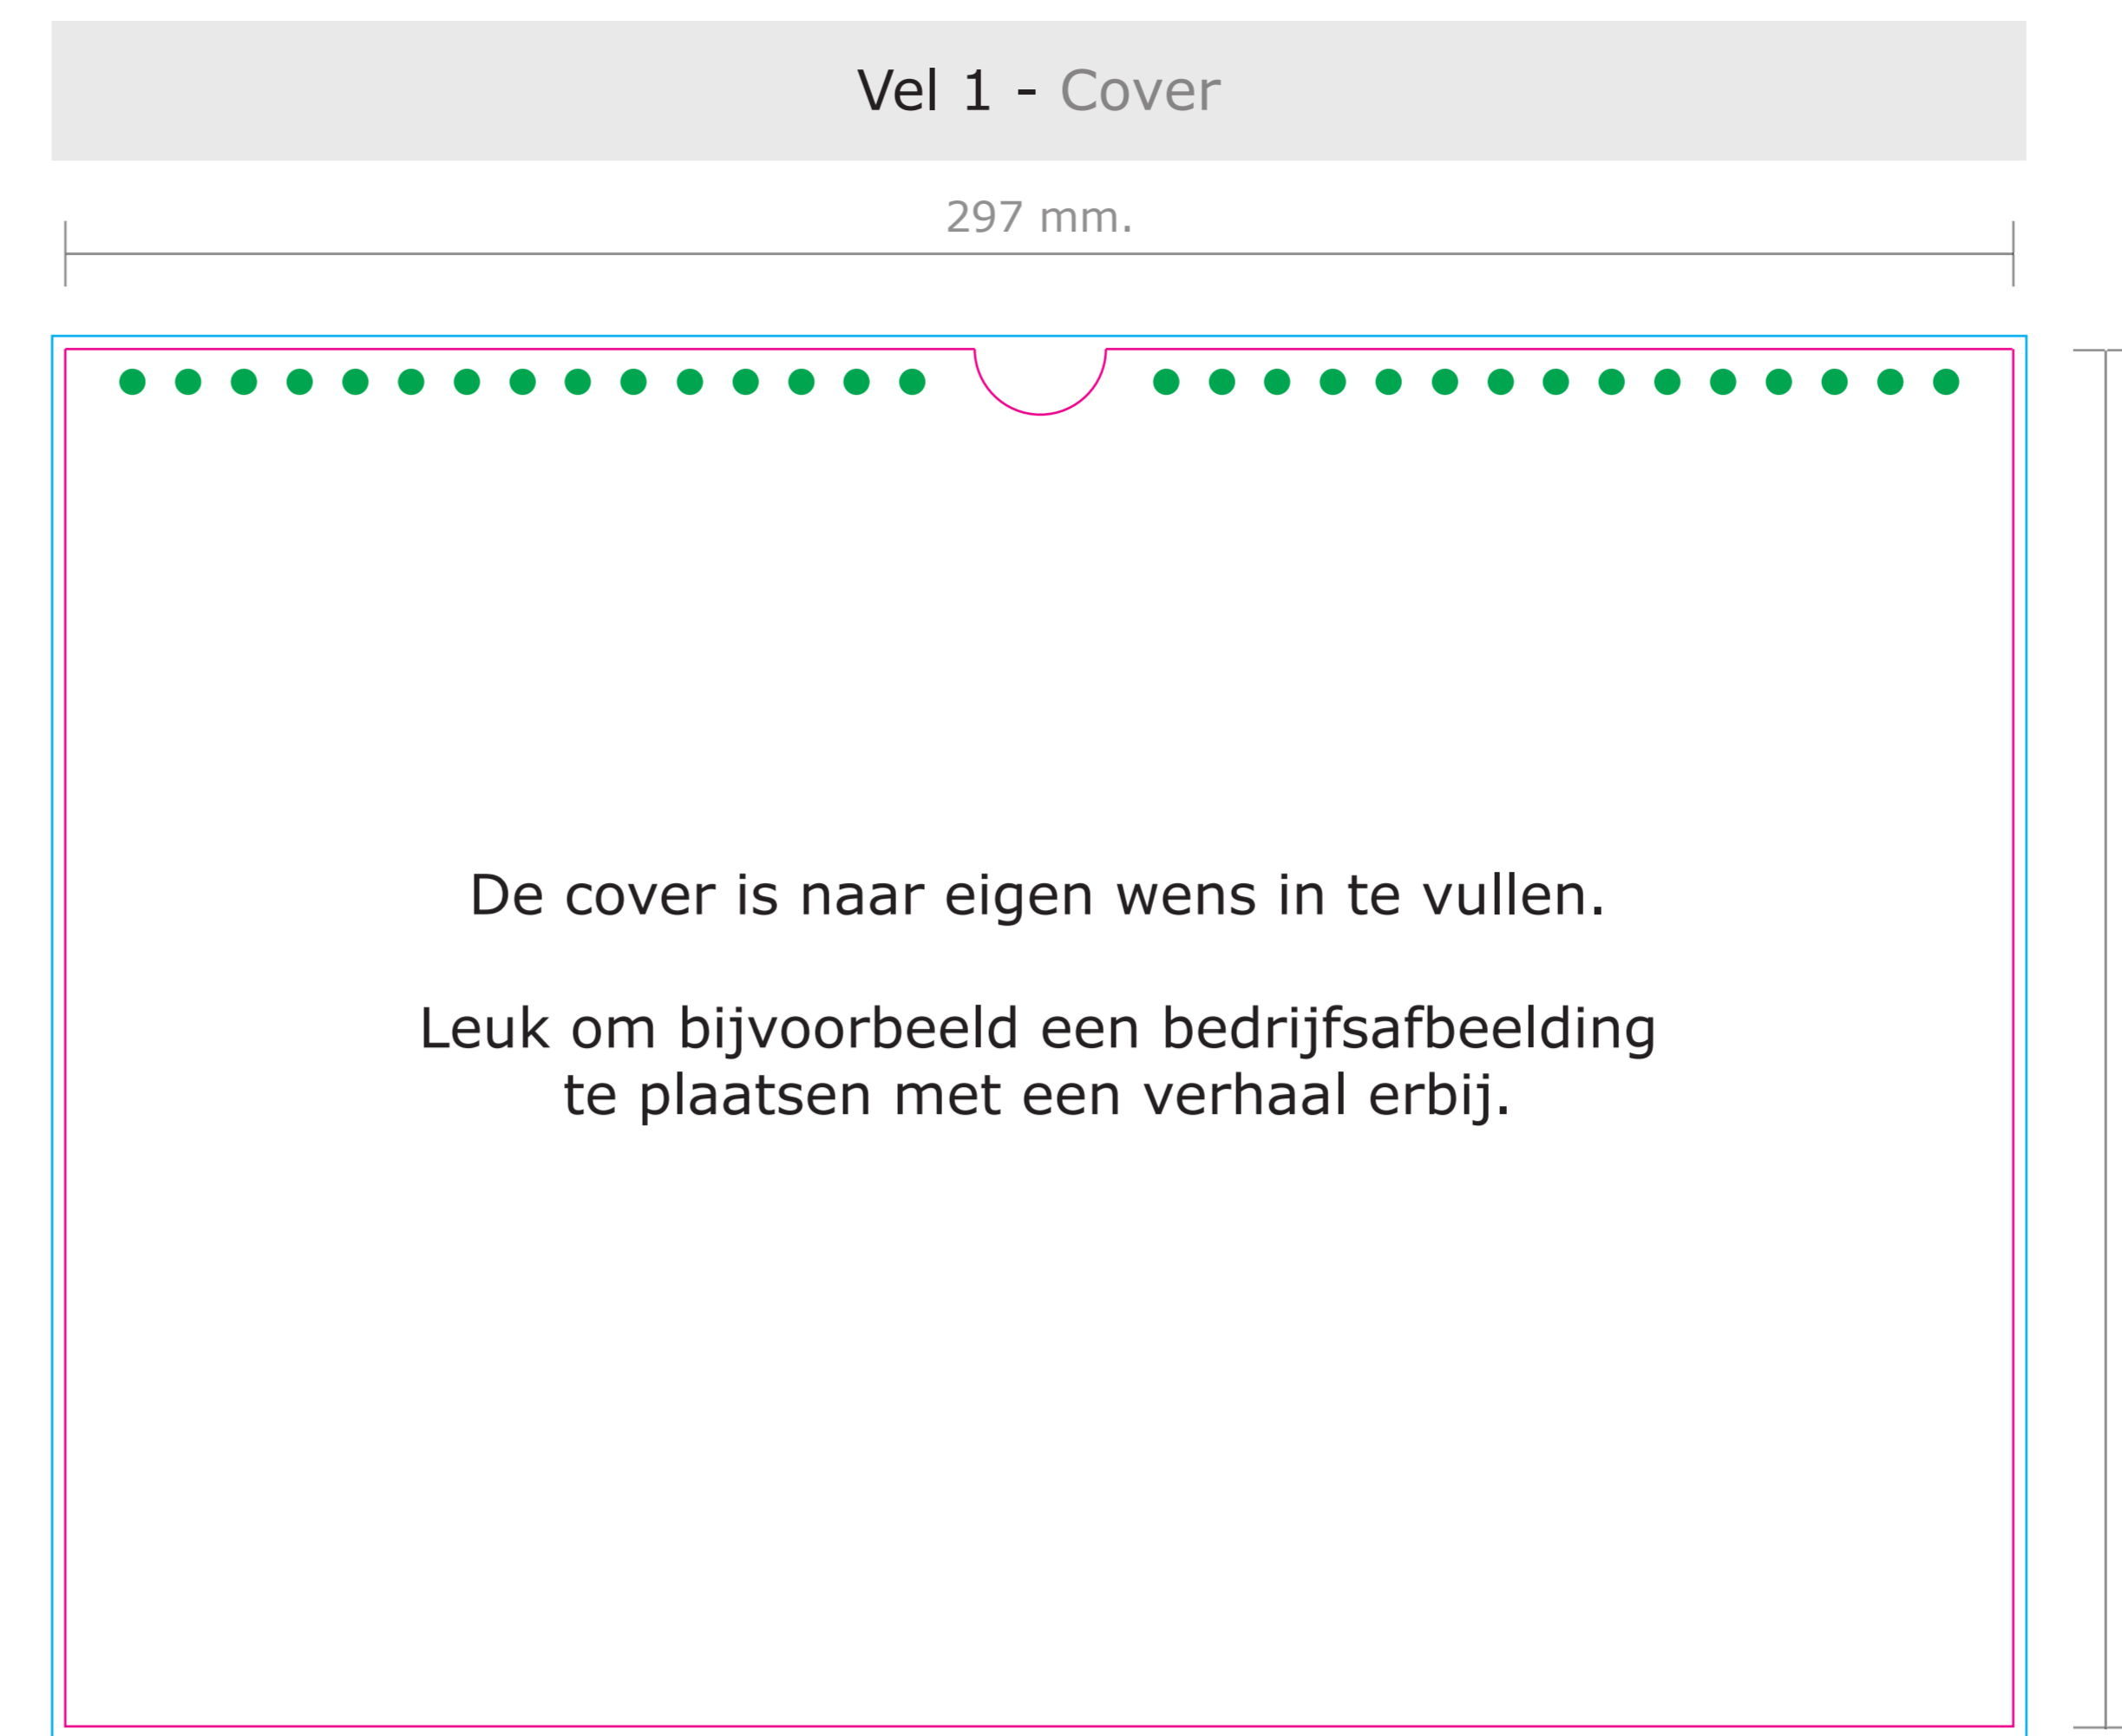 Vel 1 - Cover
297 mm.
De cover is naar eigen wens in te vullen.
Leuk om bijvoorbeeld een bedrijfsafbeelding
te plaatsen met een verhaal erbij.